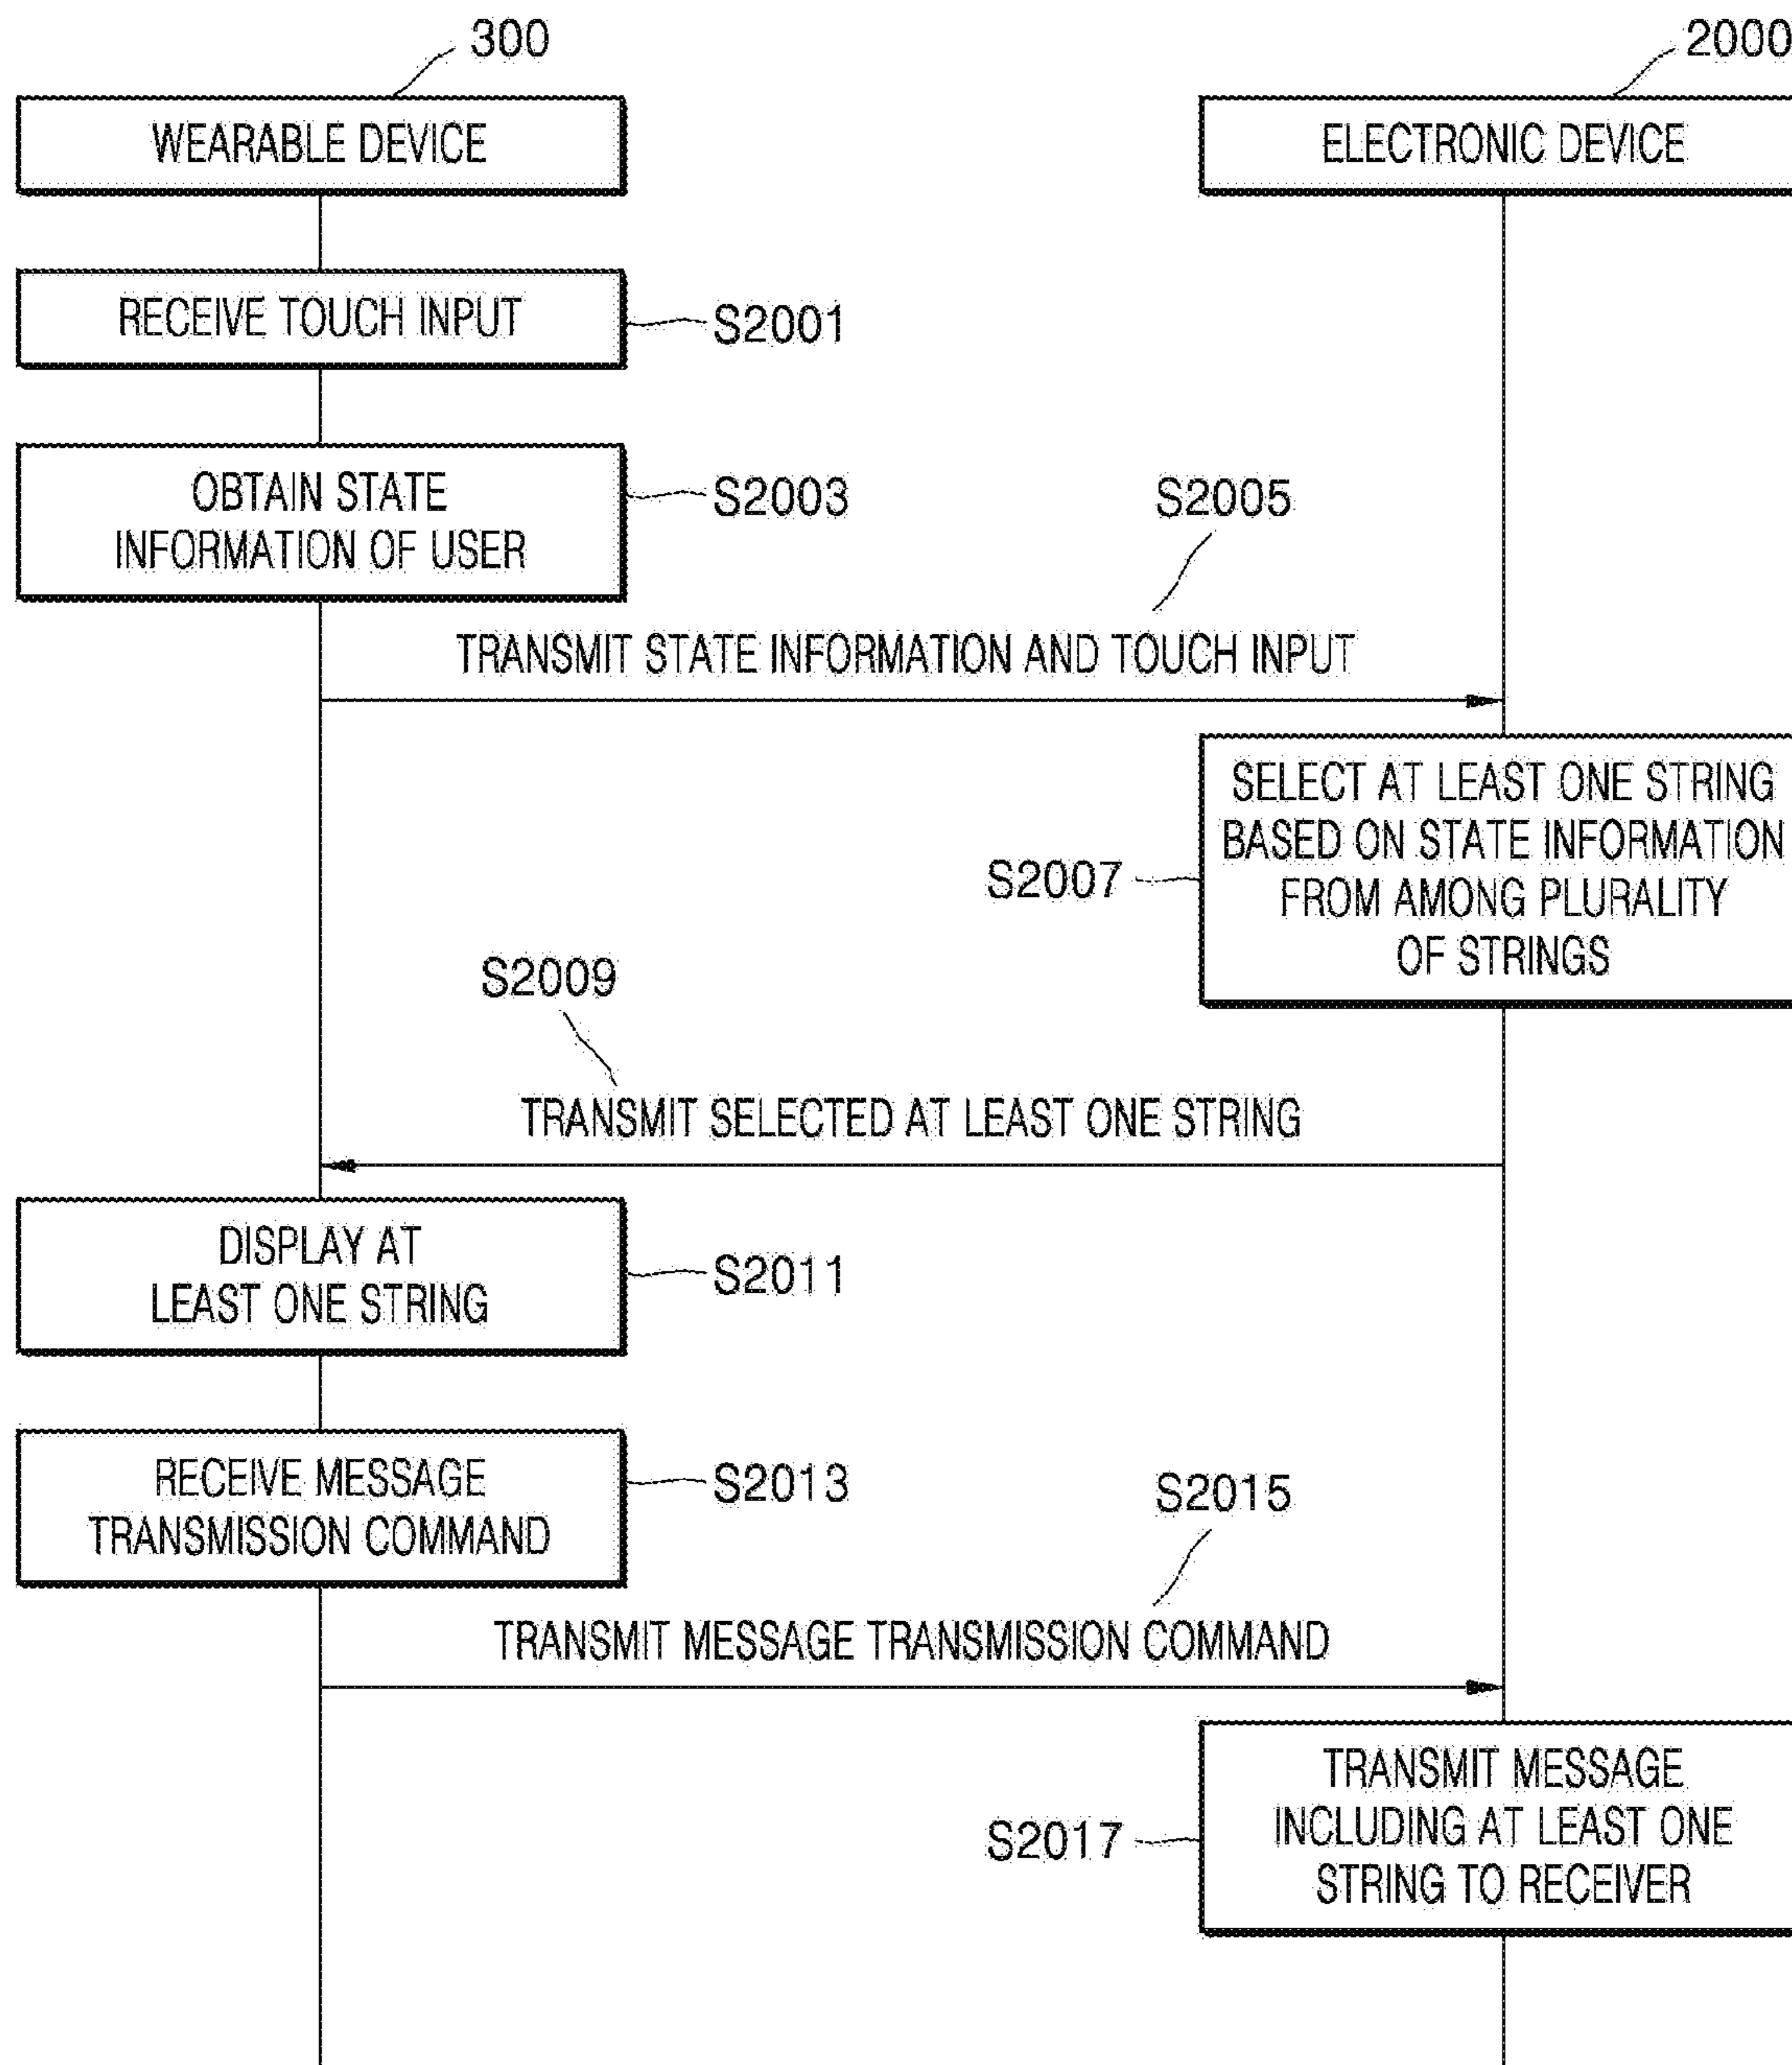 300
2000
WEARABLE DEVICE
ELECTRONIC DEVICE
RECEIVE TOUCH INPUT
S2001
OBTAIN STATE
INFORMATION OF USER
S2003
S2005
TRANSMIT STATE INFORMATION AND TOUCH INPUT
SELECT AT LEAST ONE STRING
BASED ON STATE INFORMATION
FROM AMONG PLURALITY
OF STRINGS
S2007
S2009
TRANSMIT SELECTED AT LEAST ONE STRING
DISPLAY AT
LEAST ONE STRING
S2011
RECEIVE MESSAGE
TRANSMISSION COMMAND
S2013
S2015
TRANSMIT MESSAGE TRANSMISSION COMMAND
TRANSMIT MESSAGE
INCLUDING AT LEAST ONE
STRING TO RECEIVER
S2017